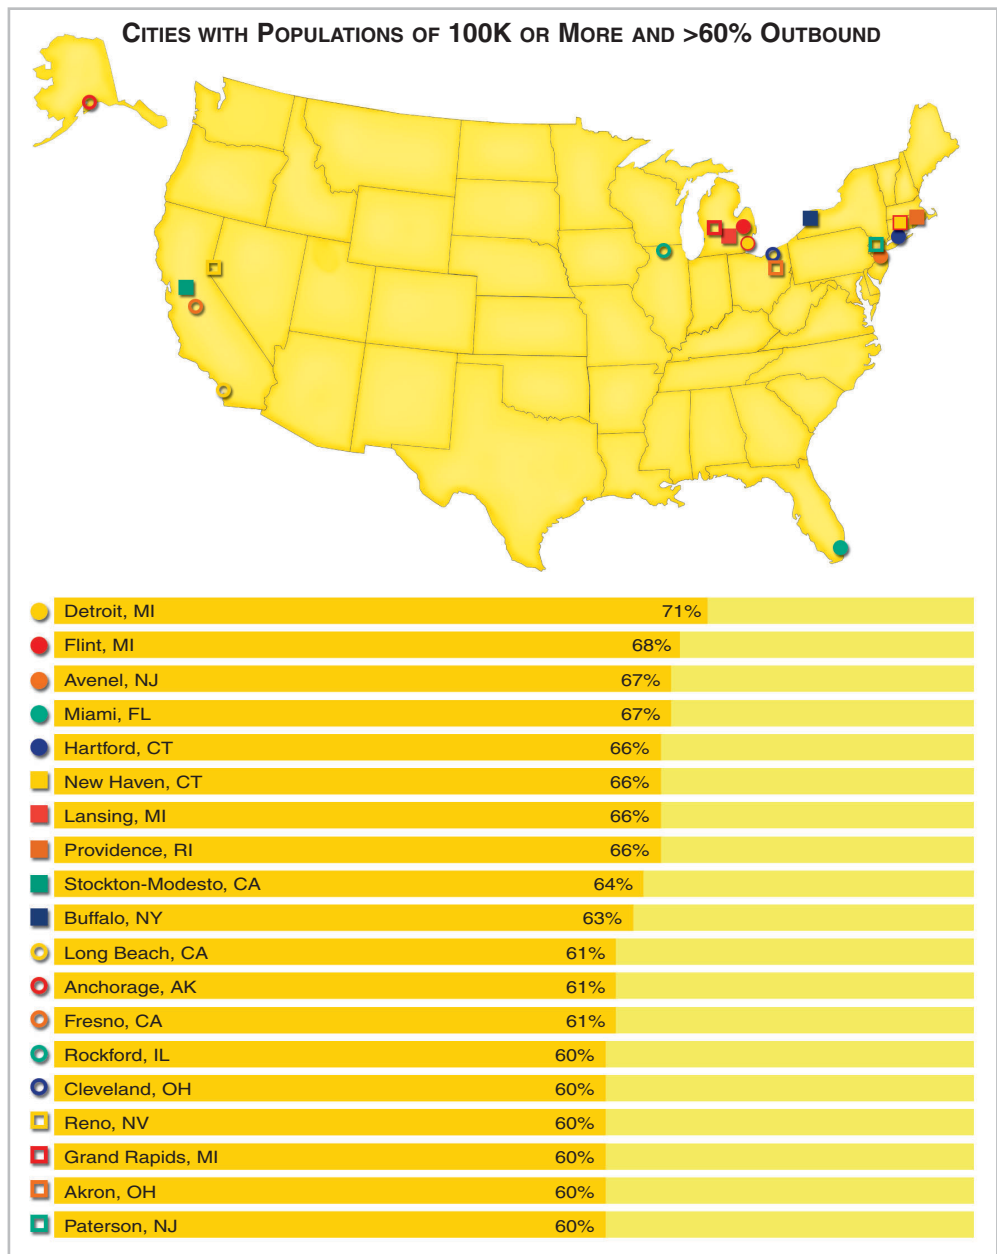 Cities with Populations of 100K or More and >60% Outbound
Detroit, MI 71%
Flint, MI 68%
Avenel, NJ 67%
Miami, FL 67%
Hartford, CT 66%
New Haven, CT 66%
Lansing, MI 66%
Providence, RI 66%
Stockton-Modesto, CA 64%
Buffalo, NY 63%
Long Beach, CA 61%
Anchorage, AK 61%
Fresno, CA 61%
Rockford, IL 60%
Cleveland, OH 60%
Reno, NV 60%
Grand Rapids, MI 60%
Akron, OH 60%
Paterson, NJ 60%